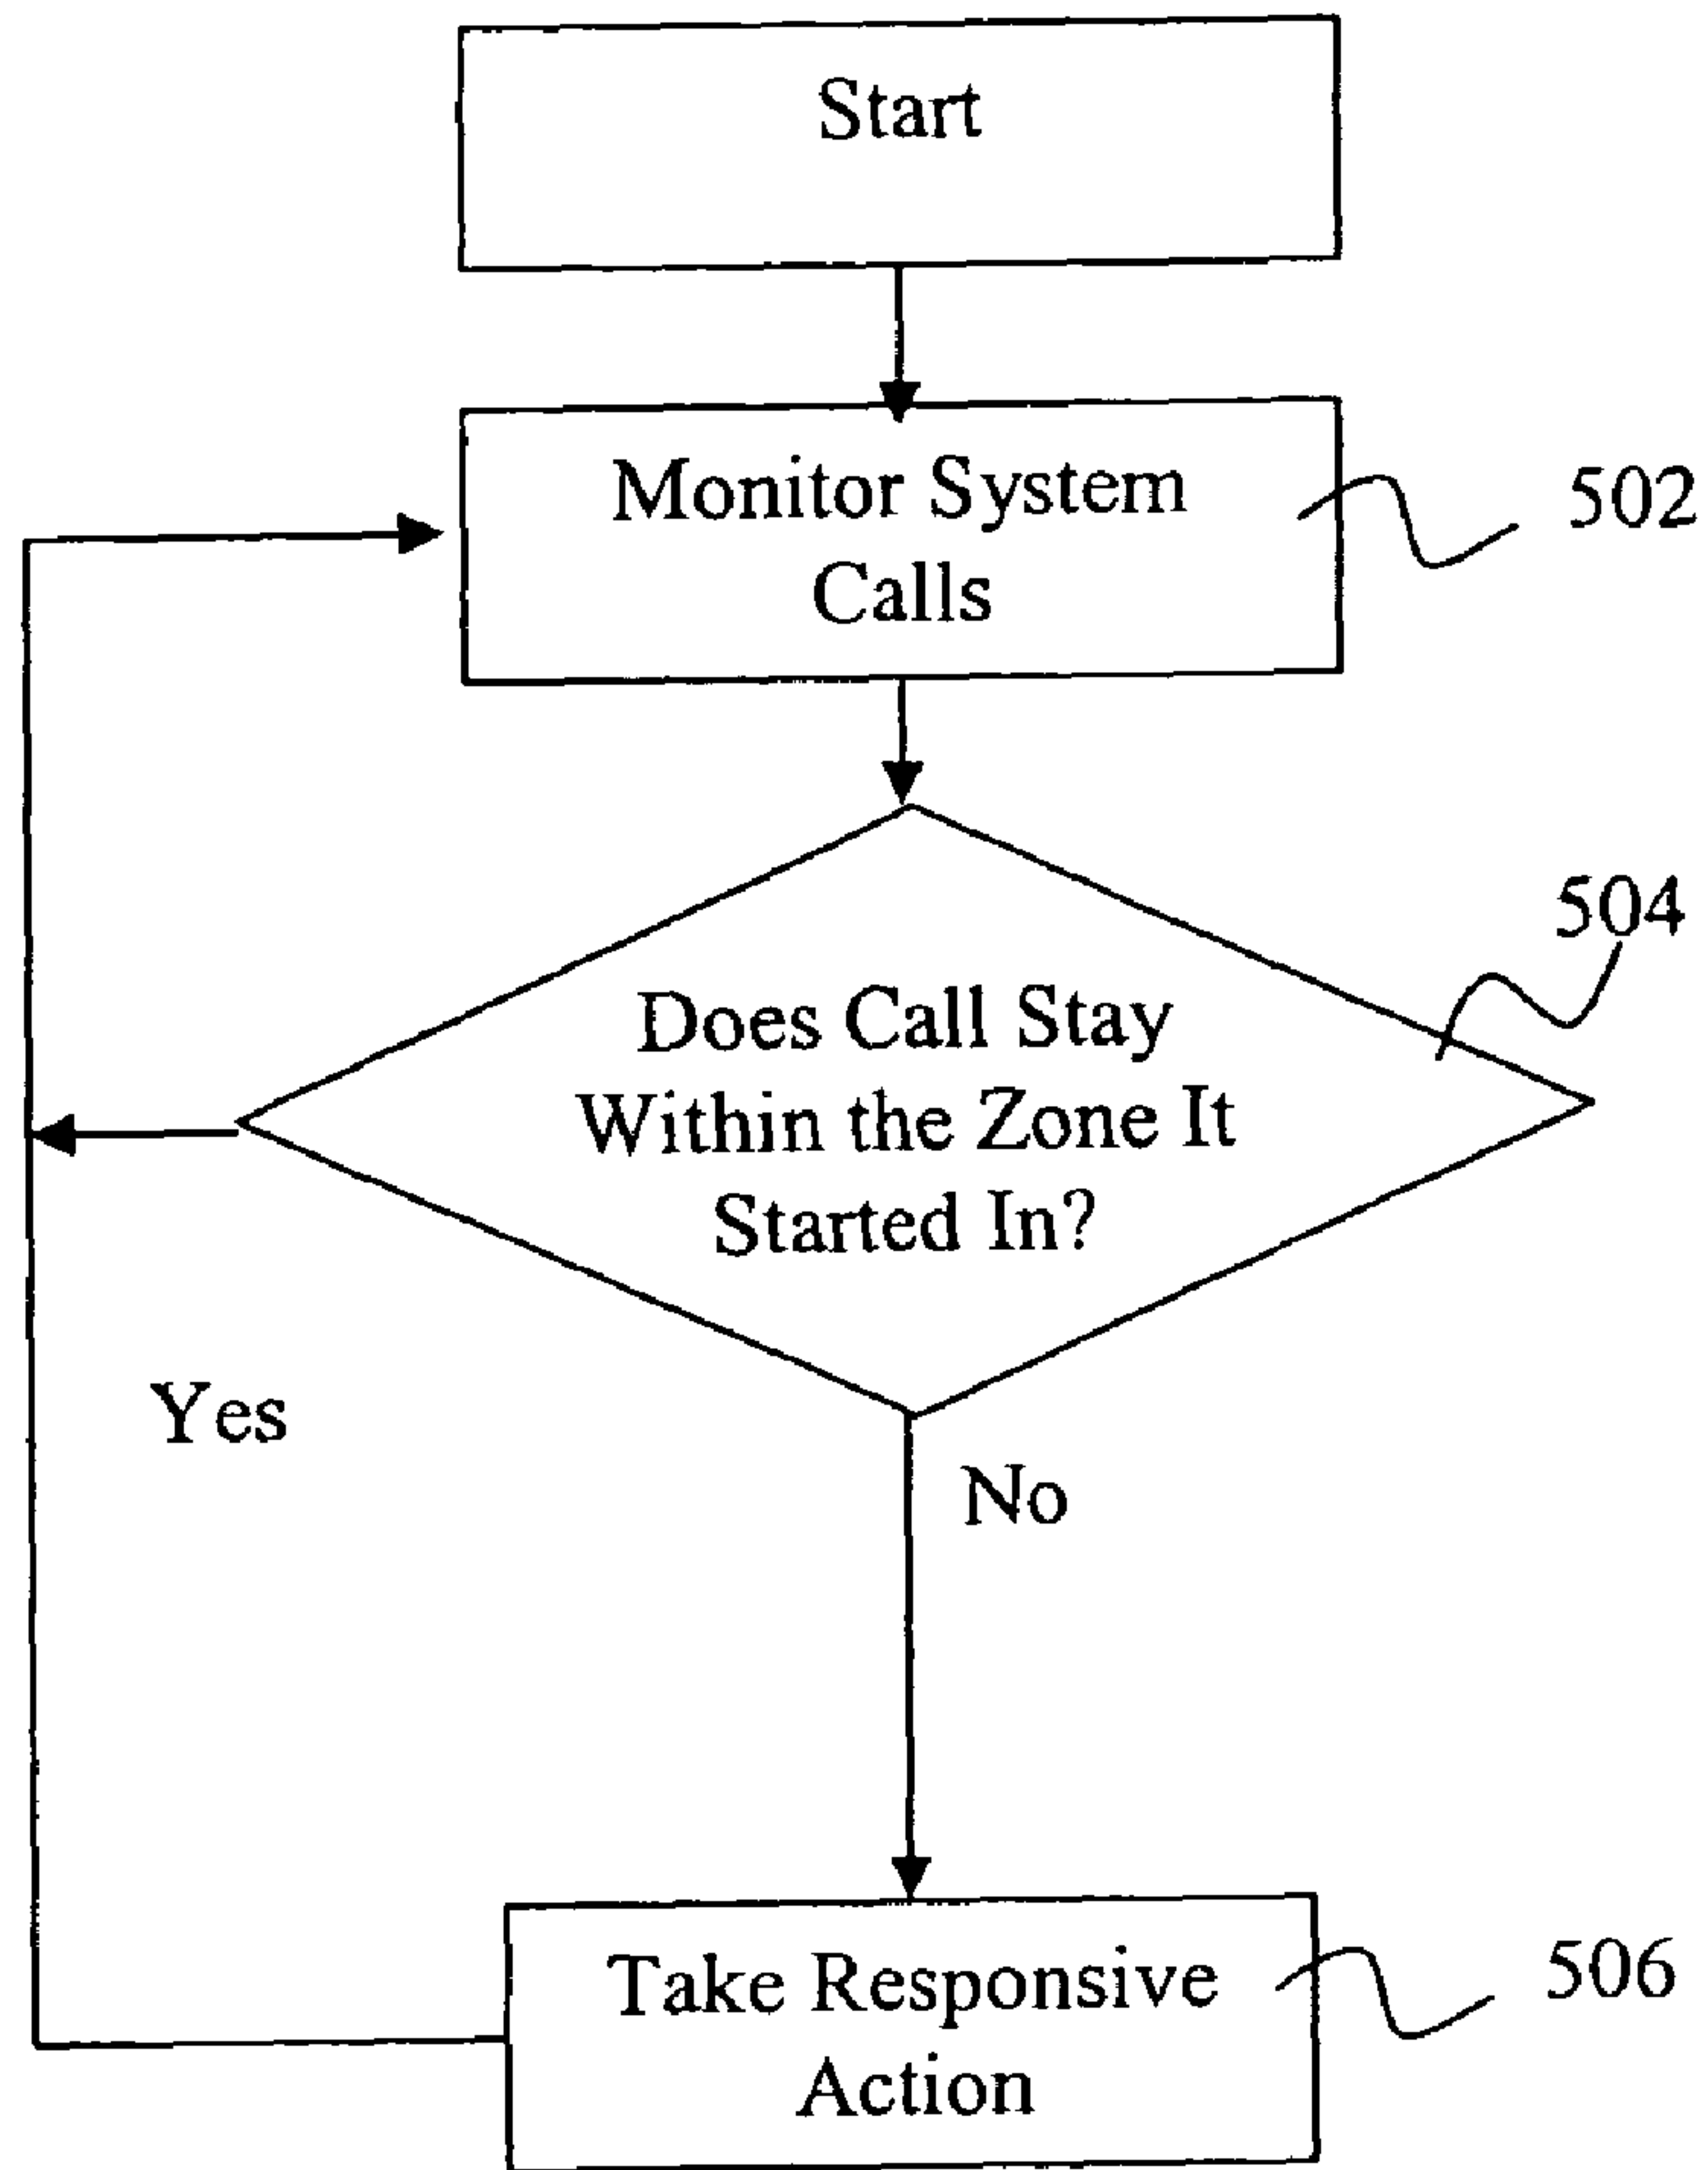 Start
Monitor System
Calls
502
504
Does Call Stay
Within the Zone It
Started In?
Yes
No
Take Responsive
Action
506